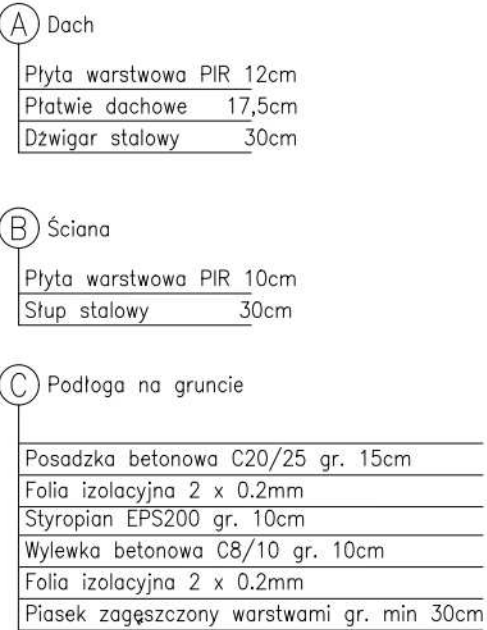 A Dach
Płyta warstwowa PIR 12cm
Płatwie dachowe 17,5cm
Dźwigar stalowy 30cm
B Ściana
Płyta warstwowa PIR 10cm
Słup stalowy 30cm
C Podłoga na gruncie
Posadzka betonowa C20/25 gr. 15cm
Folia izolacyjna 2 x 0.2mm
Styropian EPS200 gr. 10cm
Wylewka betonowa C8/10 gr. 10cm
Folia izolacyjna 2 x 0.2mm
Piasek zagęszczony warstwami gr. min 30cm